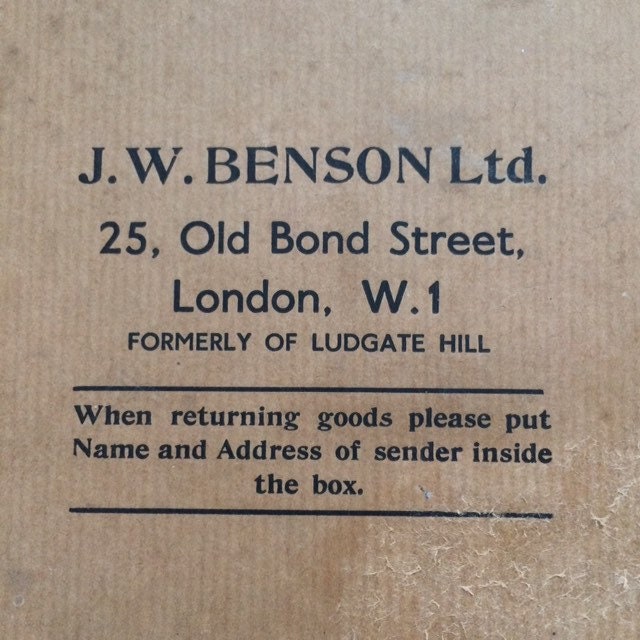 J. W. BENSON Ltd.
25, Old Bond Street,
London, W.1
FORMERLY OF LUDGATE HILL
When returning goods please put
Name and Address of sender inside
the box.